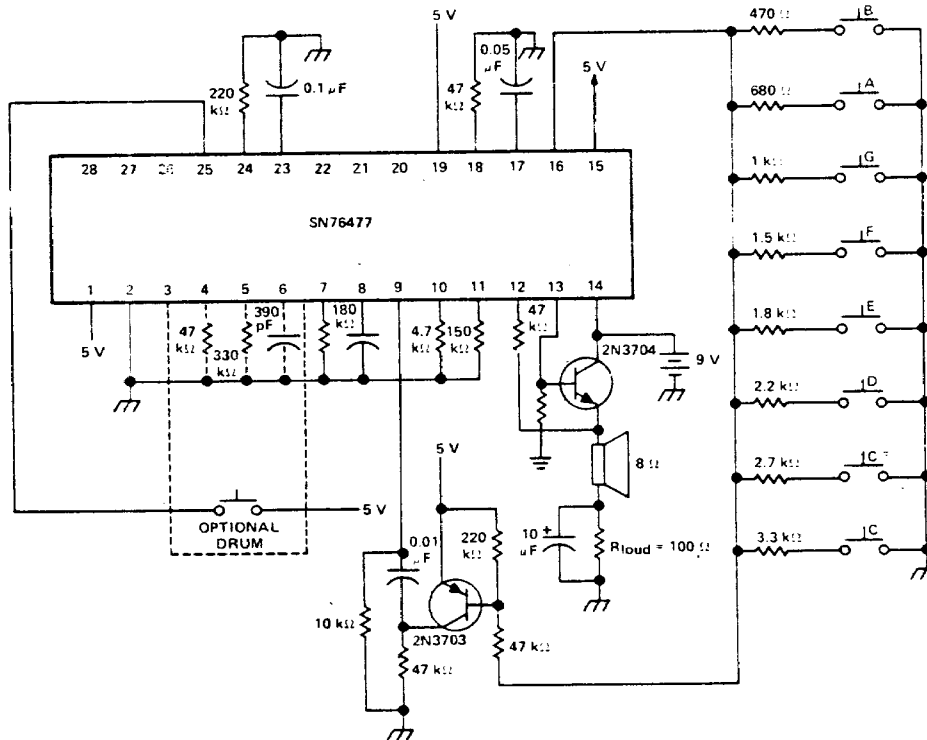 5 V
0.05
µF
470 Ω
B
220
kΩ
0.1 µF
47
kΩ
5 V
680 Ω
A
28 27 26 25 24 23 22 21 20 19 18 17 16 15
1 kΩ
G
SN76477
1.5 kΩ
F
1 2 3 4 5 6 7 8 9 10 11 12 13 14
1.8 kΩ
E
5 V
47
kΩ
330
kΩ
390
pF
180
kΩ
4.7
kΩ
150
kΩ
47
kΩ
2N3704
9 V
2.2 kΩ
D
5 V
8 Ω
2.7 kΩ
C
OPTIONAL
DRUM
5 V
0.01
µF
220
kΩ
10
µF
+
Rloud = 100 Ω
3.3 kΩ
C
10 kΩ
2N3703
47 kΩ
47 kΩ